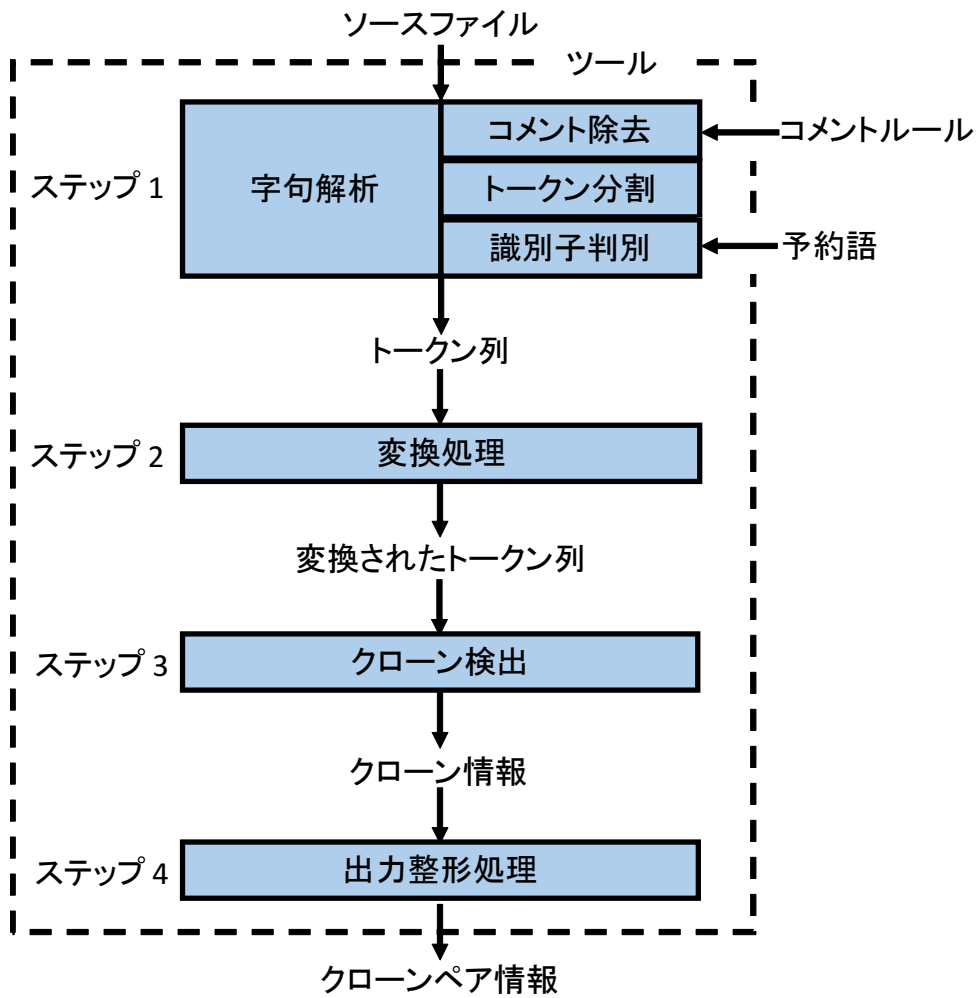 ソースファイル
ツール
ステップ 1
字句解析
コメント除去
コメントルール
トークン分割
識別子判別
予約語
トークン列
ステップ 2
変換処理
変換されたトークン列
ステップ 3
クローン検出
クローン情報
ステップ 4
出力整形処理
クローンペア情報